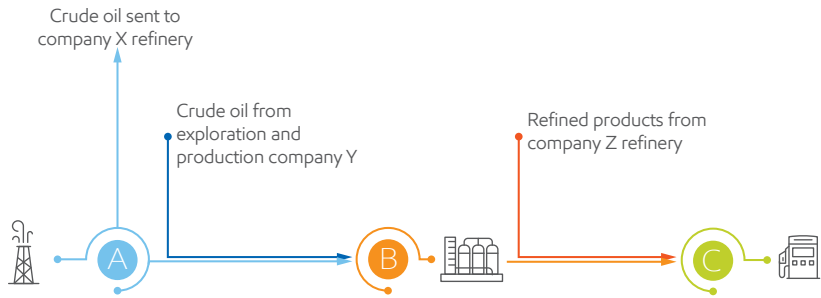 Crude oil sent to
company X refinery
Crude oil from
exploration and
production company Y
Refined products from
company Z refinery
A
B
C